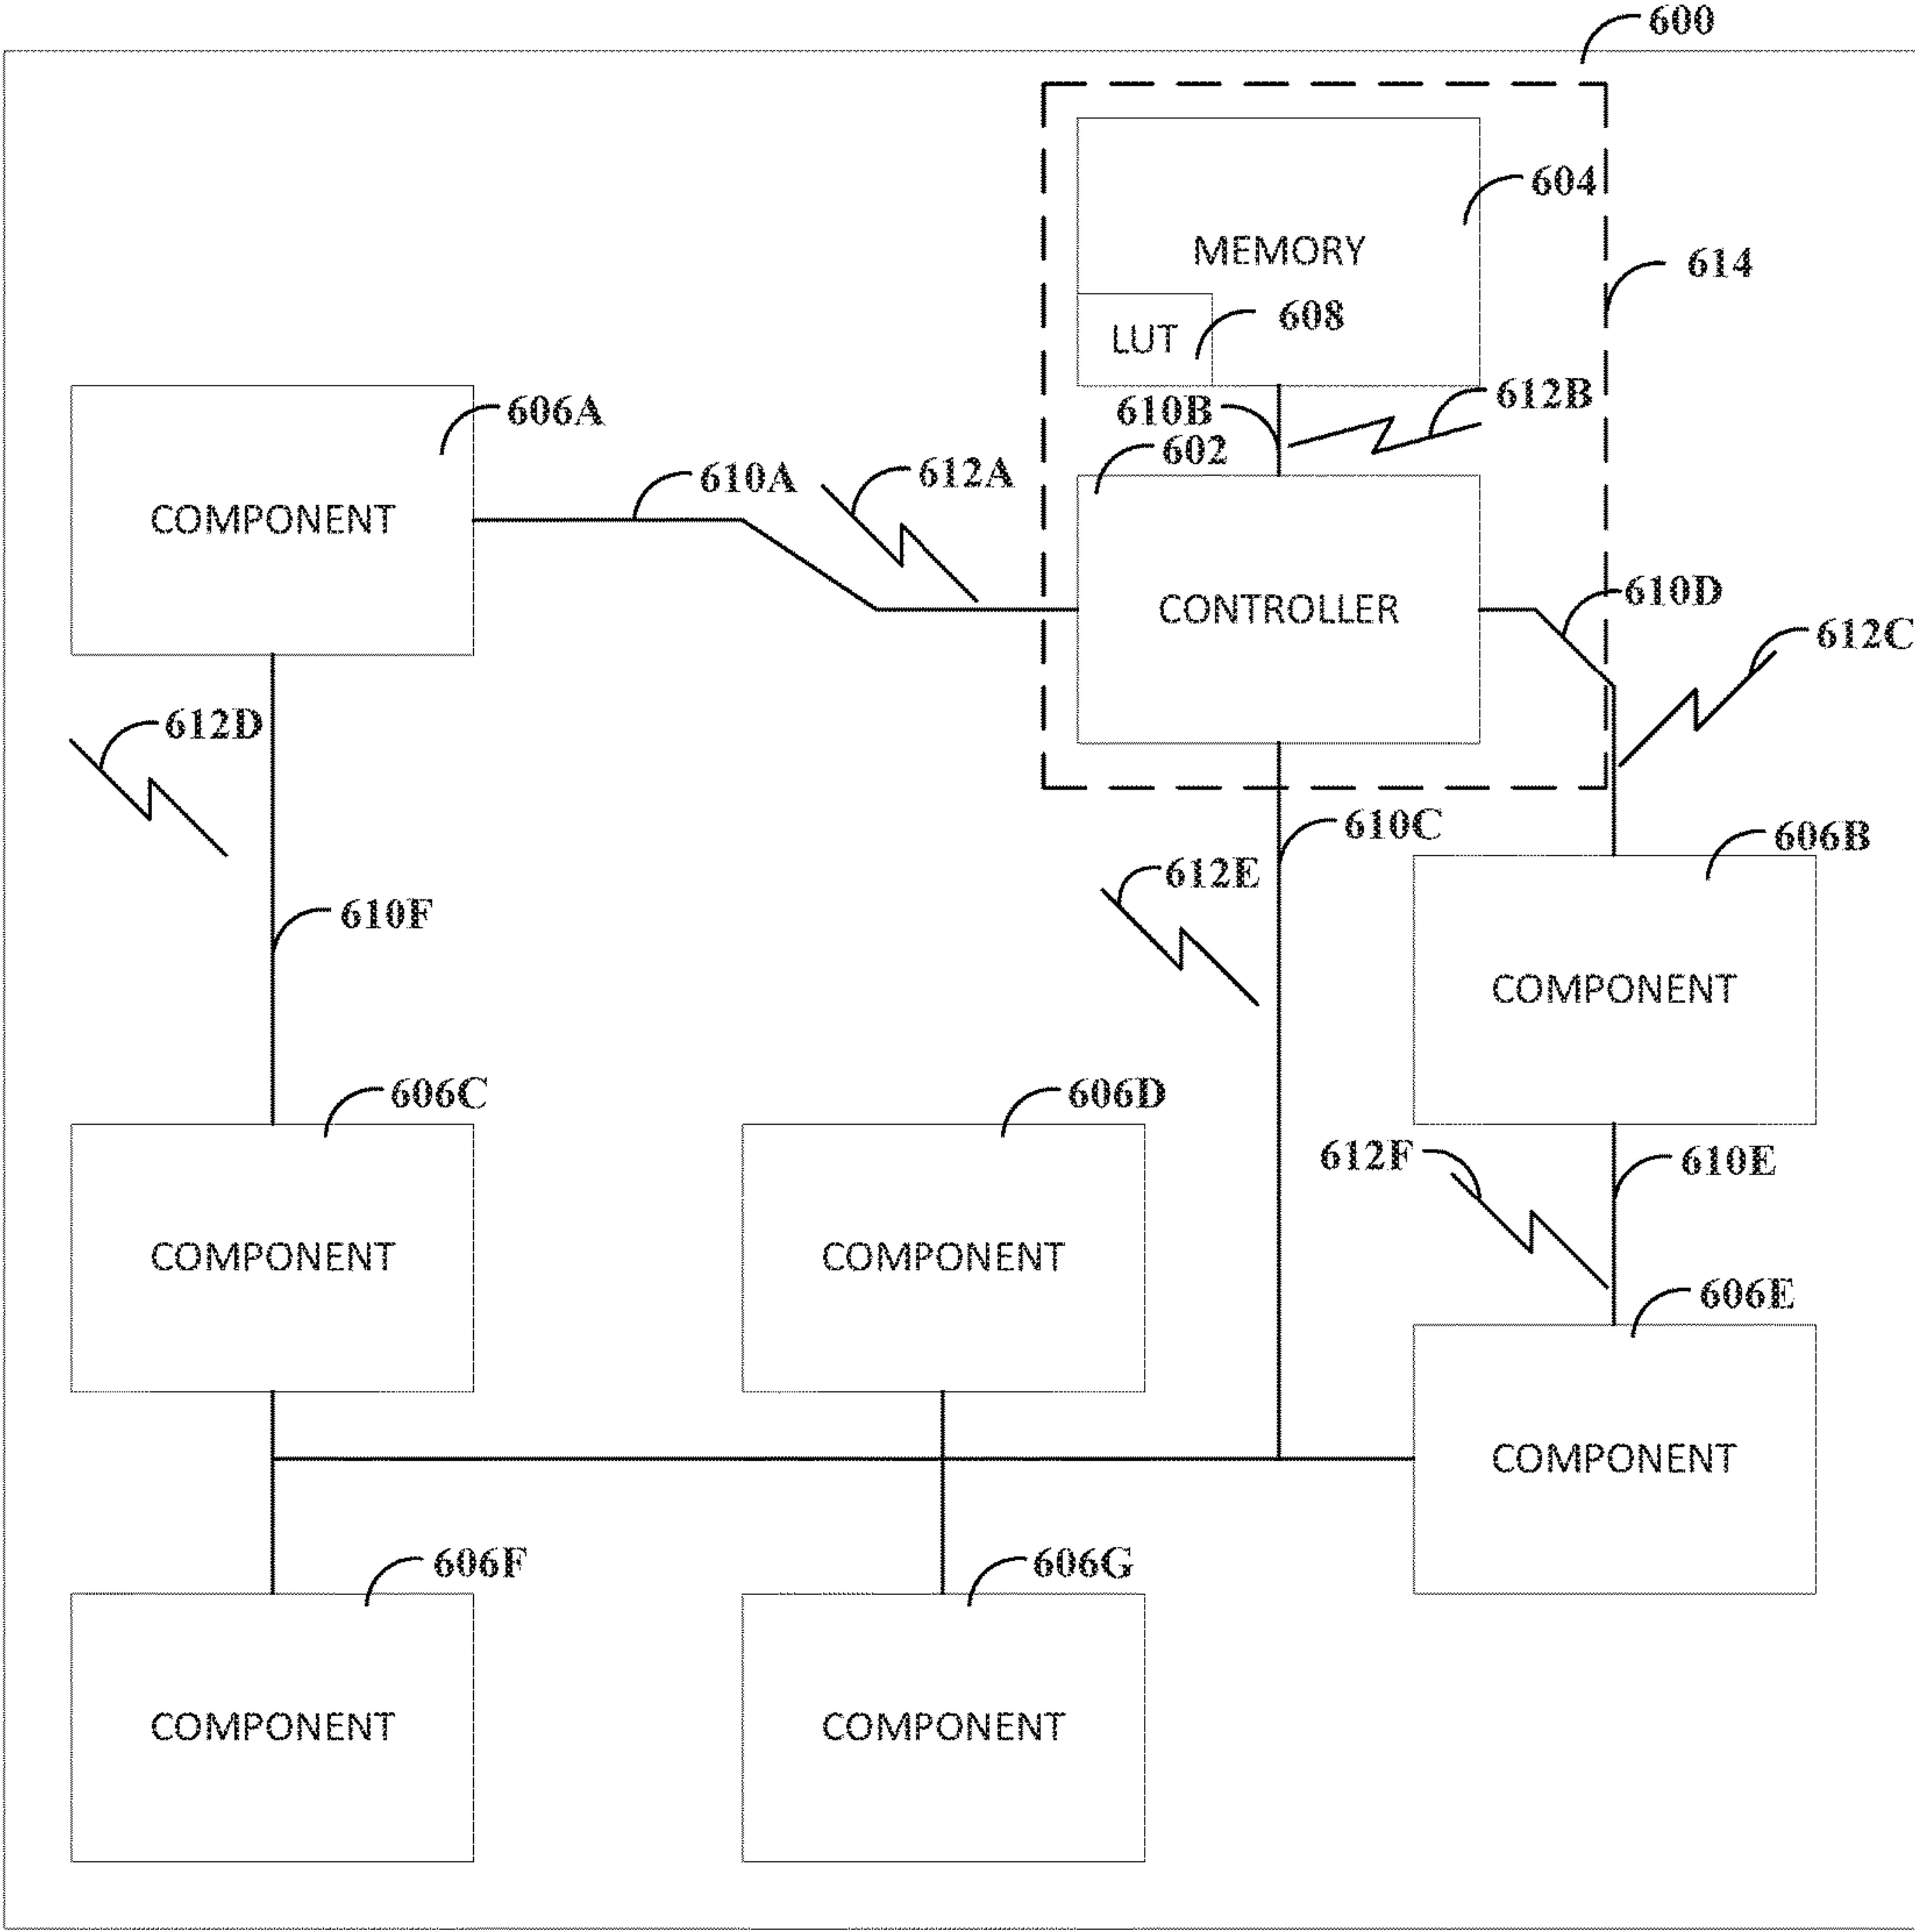 600
604
MEMORY
614
608
LUT
612B
610B
606A
602
612A
610A
COMPONENT
610D
CONTROLLER
612C
612D
610C
606B
612E
610F
COMPONENT
606C
606D
612F
610E
COMPONENT
COMPONENT
606E
COMPONENT
606F
606G
COMPONENT
COMPONENT